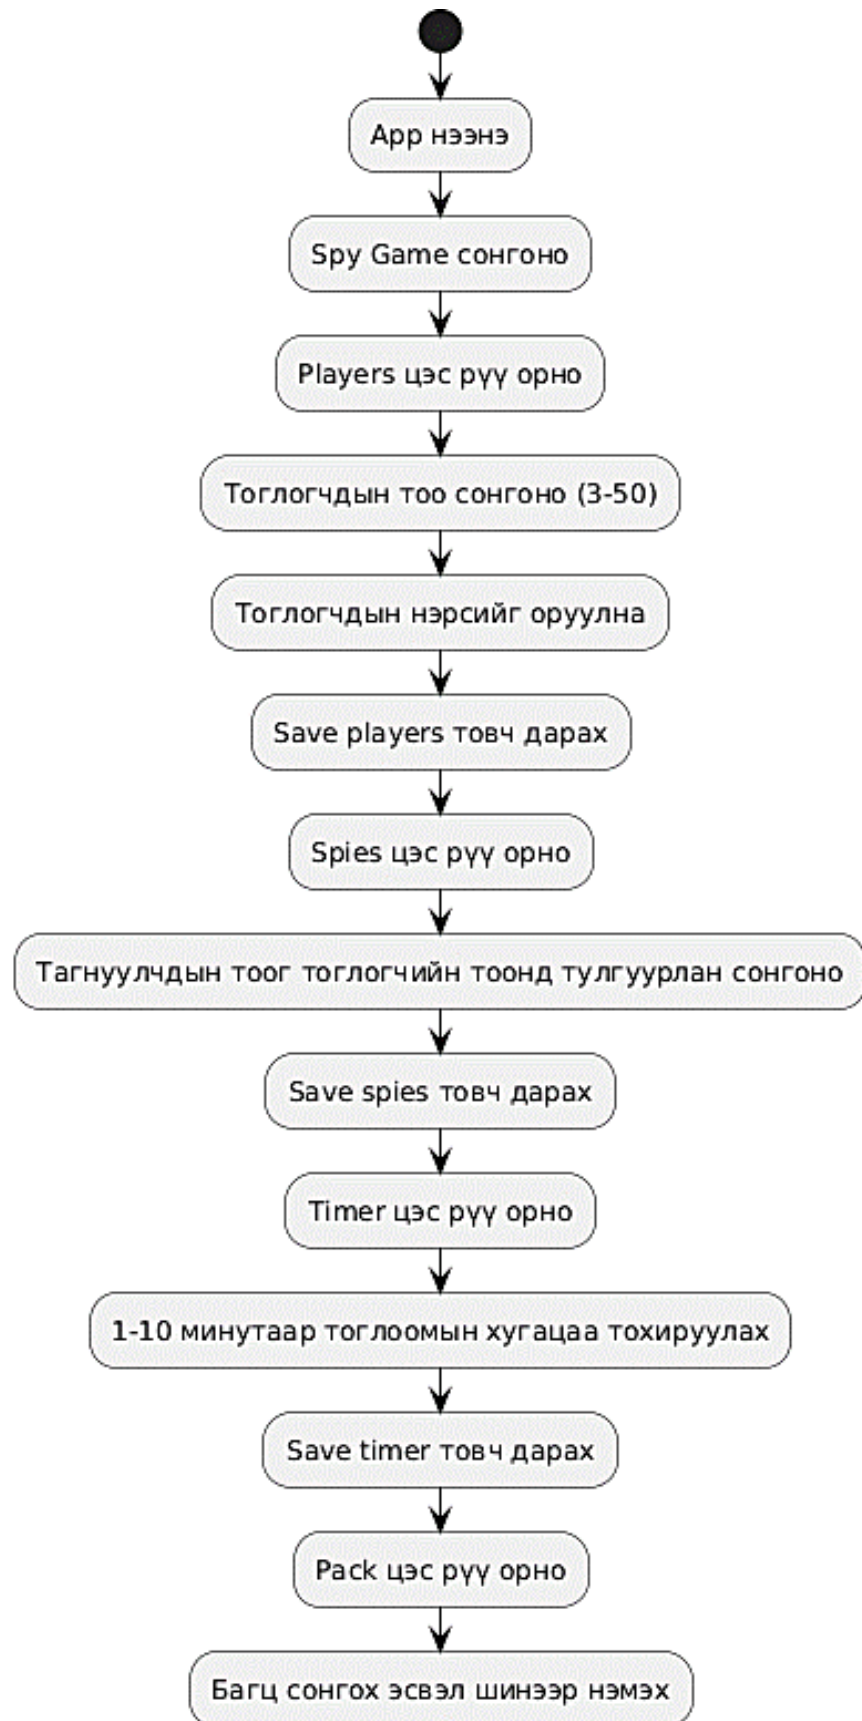 App нээнэ
Spy Game сонгоно
Players цэс рүү орно
Тоглогчдын тоо сонгоно (3-50)
Тоглогчдын нэрсийг оруулна
Save players товч дарах
Spies цэс рүү орно
Тагнуулчдын тоог тоглогчийн тоонд тулгуурлан сонгоно
Save spies товч дарах
Timer цэс рүү орно
1-10 минутаар тоглоомын хугацаа тохируулах
Save timer товч дарах
Pack цэс рүү орно
Багц сонгох эсвэл шинээр нэмэх